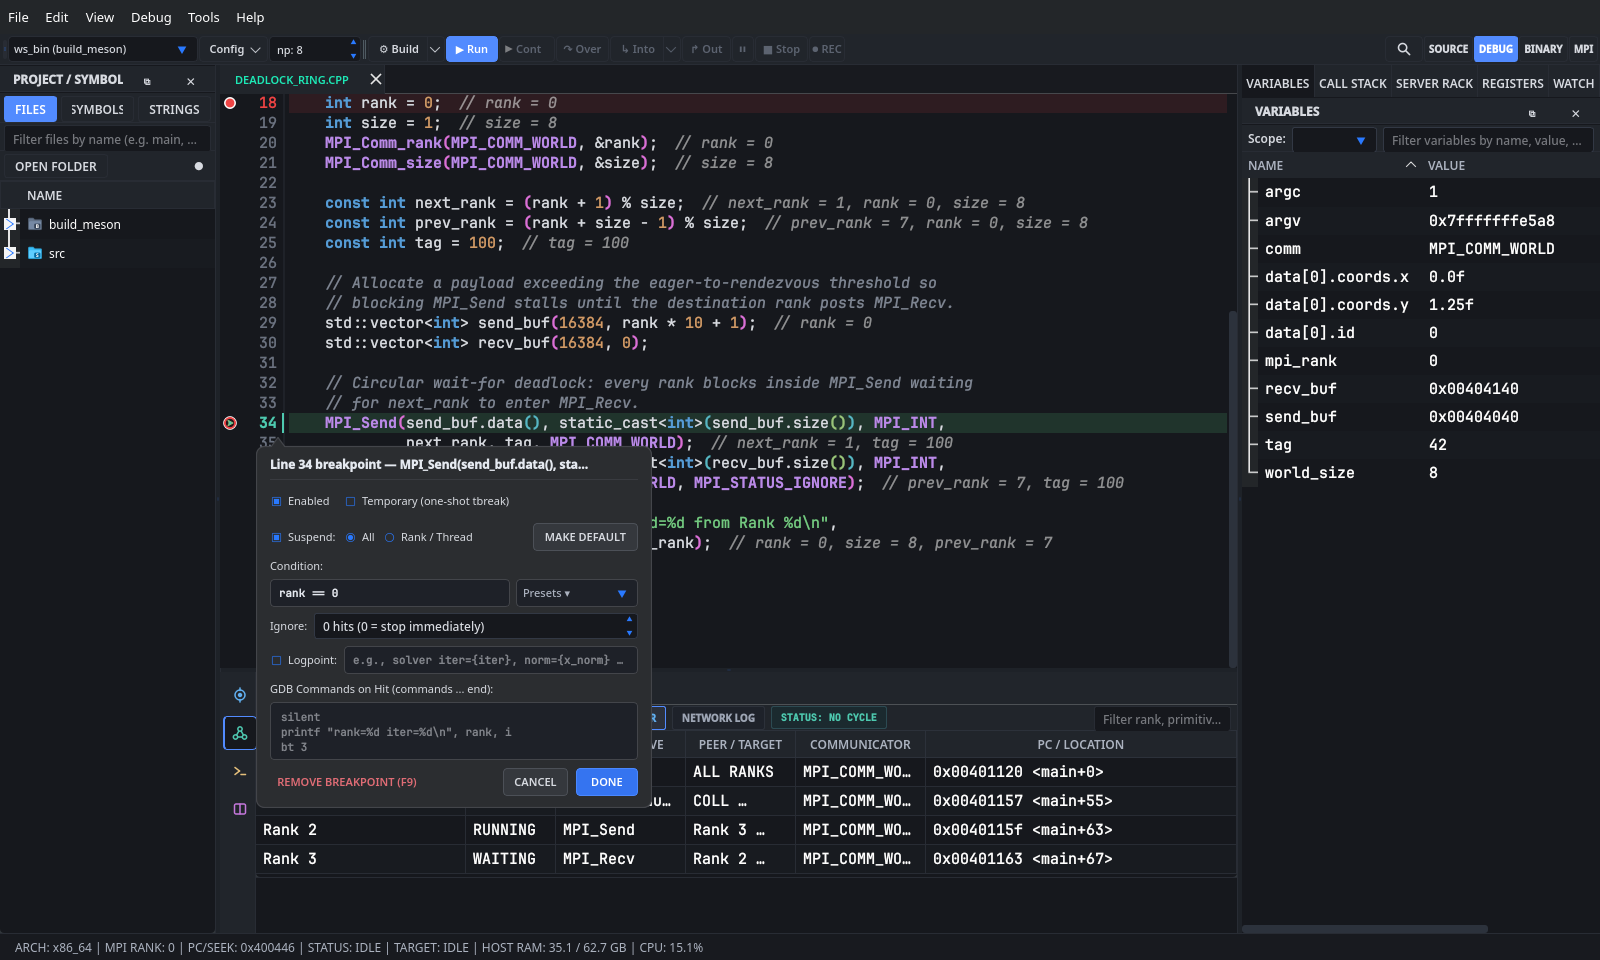 File Edit View Debug Tools Help
ws_bin (build_meson) Config np: 8 Build Run Cont Over Into Out Stop REC SOURCE DEBUG BINARY MPI
PROJECT / SYMBOL
FILES SYMBOLS STRINGS
Filter files by name (e.g. main, ...
OPEN FOLDER
NAME
build_meson
src
DEADLOCK_RING.CPP
18 int rank = 0; // rank = 0
19 int size = 1; // size = 8
20 MPI_Comm_rank(MPI_COMM_WORLD, &rank); // rank = 0
21 MPI_Comm_size(MPI_COMM_WORLD, &size); // size = 8
22
23 const int next_rank = (rank + 1) % size; // next_rank = 1, rank = 0, size = 8
24 const int prev_rank = (rank + size - 1) % size; // prev_rank = 7, rank = 0, size = 8
25 const int tag = 100; // tag = 100
26
27 // Allocate a payload exceeding the eager-to-rendezvous threshold so
28 // blocking MPI_Send stalls until the destination rank posts MPI_Recv.
29 std::vector<int> send_buf(16384, rank * 10 + 1); // rank = 0
30 std::vector<int> recv_buf(16384, 0);
31
32 // Circular wait-for deadlock: every rank blocks inside MPI_Send waiting
33 // for next_rank to enter MPI_Recv.
34 MPI_Send(send_buf.data(), static_cast<int>(send_buf.size()), MPI_INT,
35 next_rank, tag, MPI_COMM_WORLD); // next_rank = 1, tag = 100
t<int>(recv_buf.size()), MPI_INT,
RLD, MPI_STATUS_IGNORE); // prev_rank = 7, tag = 100
d=%d from Rank %d\n",
_rank); // rank = 0, size = 8, prev_rank = 7
Line 34 breakpoint — MPI_Send(send_buf.data(), sta...
Enabled Temporary (one-shot tbreak)
Suspend: All Rank / Thread MAKE DEFAULT
Condition:
rank == 0 Presets ▾
Ignore: 0 hits (0 = stop immediately)
Logpoint: e.g., solver iter={iter}, norm={x_norm} …
GDB Commands on Hit (commands ... end):
silent
printf "rank=%d iter=%d\n", rank, i
bt 3
REMOVE BREAKPOINT (F9) CANCEL DONE
R NETWORK LOG STATUS: NO CYCLE Filter rank, primitiv...
VE PEER / TARGET COMMUNICATOR PC / LOCATION
ALL RANKS MPI_COMM_WO… 0x00401120 <main+0>
u… COLL … MPI_COMM_WO… 0x00401157 <main+55>
Rank 2 RUNNING MPI_Send Rank 3 … MPI_COMM_WO… 0x0040115f <main+63>
Rank 3 WAITING MPI_Recv Rank 2 … MPI_COMM_WO… 0x00401163 <main+67>
VARIABLES CALL STACK SERVER RACK REGISTERS WATCH
VARIABLES
Scope: Filter variables by name, value, ...
NAME VALUE
argc 1
argv 0x7fffffffe5a8
comm MPI_COMM_WORLD
data[0].coords.x 0.0f
data[0].coords.y 1.25f
data[0].id 0
mpi_rank 0
recv_buf 0x00404140
send_buf 0x00404040
tag 42
world_size 8
ARCH: x86_64 | MPI RANK: 0 | PC/SEEK: 0x400446 | STATUS: IDLE | TARGET: IDLE | HOST RAM: 35.1 / 62.7 GB | CPU: 15.1%